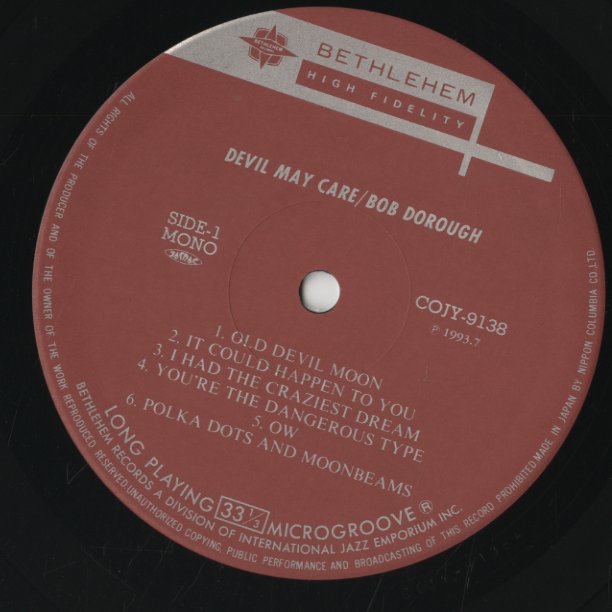 BETHLEHEM
BETHLEHEM
HIGH FIDELITY
DEVIL MAY CARE/BOB DOROUGH
SIDE-1
MONO
COJY-9138
℗ 1993.7
1. OLD DEVIL MOON
2. IT COULD HAPPEN TO YOU
3. I HAD THE CRAZIEST DREAM
4. YOU'RE THE DANGEROUS TYPE
5. OW
6. POLKA DOTS AND MOONBEAMS
LONG PLAYING 33 1/3 MICROGROOVE ®
BETHLEHEM RECORDS A DIVISION OF INTERNATIONAL JAZZ EMPORIUM INC.
ALL RIGHTS OF THE PRODUCER AND OF THE OWNER OF THE WORK REPRODUCED RESERVED.UNAUTHORIZED COPYING, PUBLIC PERFORMANCE AND BROADCASTING OF THIS RECORD PROHIBITED.MADE IN JAPAN BY NIPPON COLUMBIA CO.LTD.